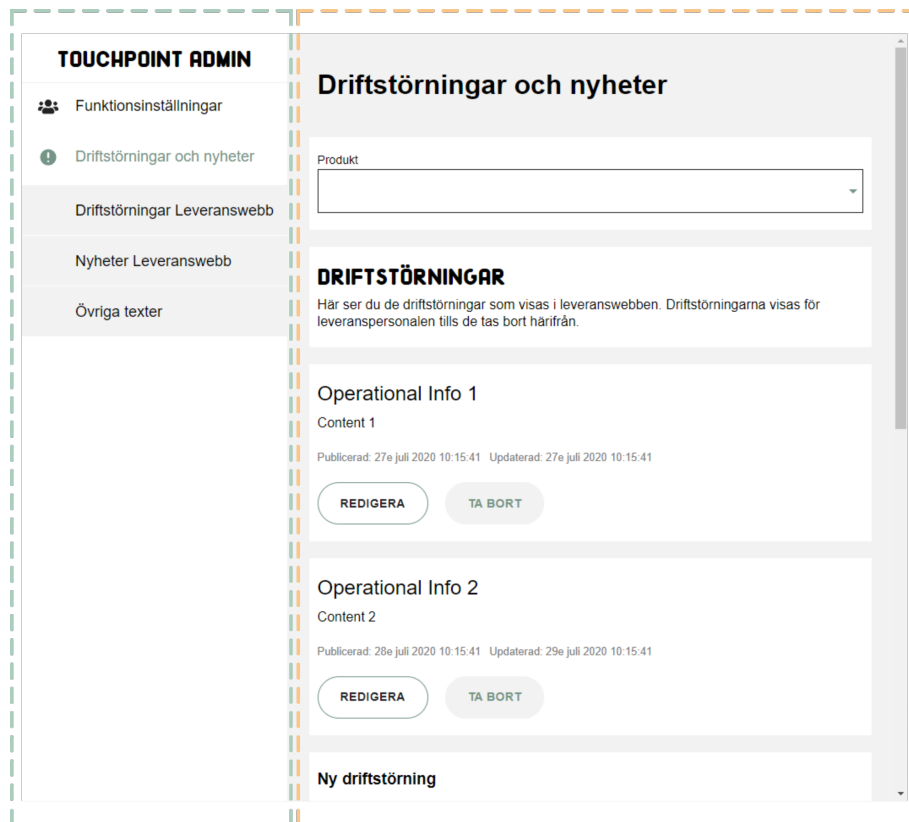 TOUCHPOINT ADMIN
Funktionsinställningar
Driftstörningar och nyheter
Driftstörningar Leveranswebb
Nyheter Leveranswebb
Övriga texter
Driftstörningar och nyheter
Produkt
DRIFTSTÖRNINGAR
Här ser du de driftstörningar som visas i leveranswebben. Driftstörningarna visas för
leveranspersonalen tills de tas bort härifrån.
Operational Info 1
Content 1
Publicerad: 27e juli 2020 10:15:41 Updaterad: 27e juli 2020 10:15:41
REDIGERA TA BORT
Operational Info 2
Content 2
Publicerad: 28e juli 2020 10:15:41 Updaterad: 29e juli 2020 10:15:41
REDIGERA TA BORT
Ny driftstörning